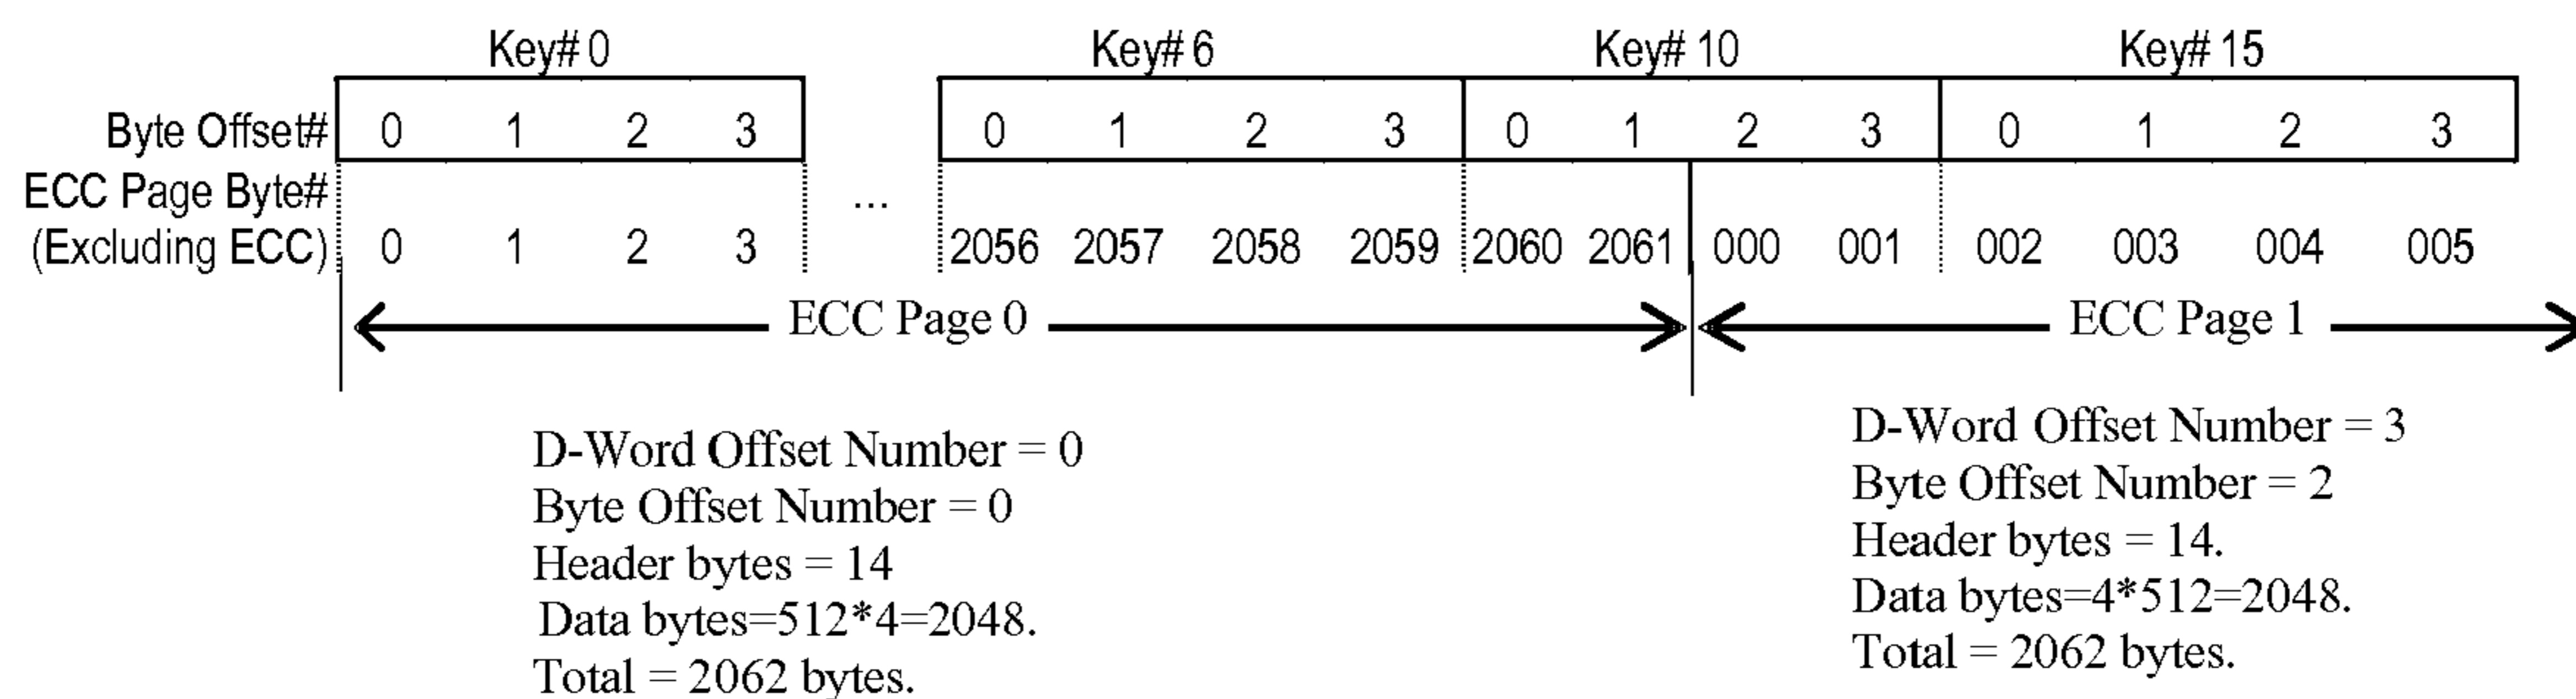 Key# 0 Key# 6 Key# 10 Key# 15
Byte Offset# 0 1 2 3 0 1 2 3 0 1 2 3 0 1 2 3
ECC Page Byte#
...
(Excluding ECC) 0 1 2 3 2056 2057 2058 2059 2060 2061 000 001 002 003 004 005
ECC Page 0 ECC Page 1
D-Word Offset Number = 0
Byte Offset Number = 0
Header bytes = 14
Data bytes=512*4=2048.
Total = 2062 bytes.
D-Word Offset Number = 3
Byte Offset Number = 2
Header bytes = 14.
Data bytes=4*512=2048.
Total = 2062 bytes.